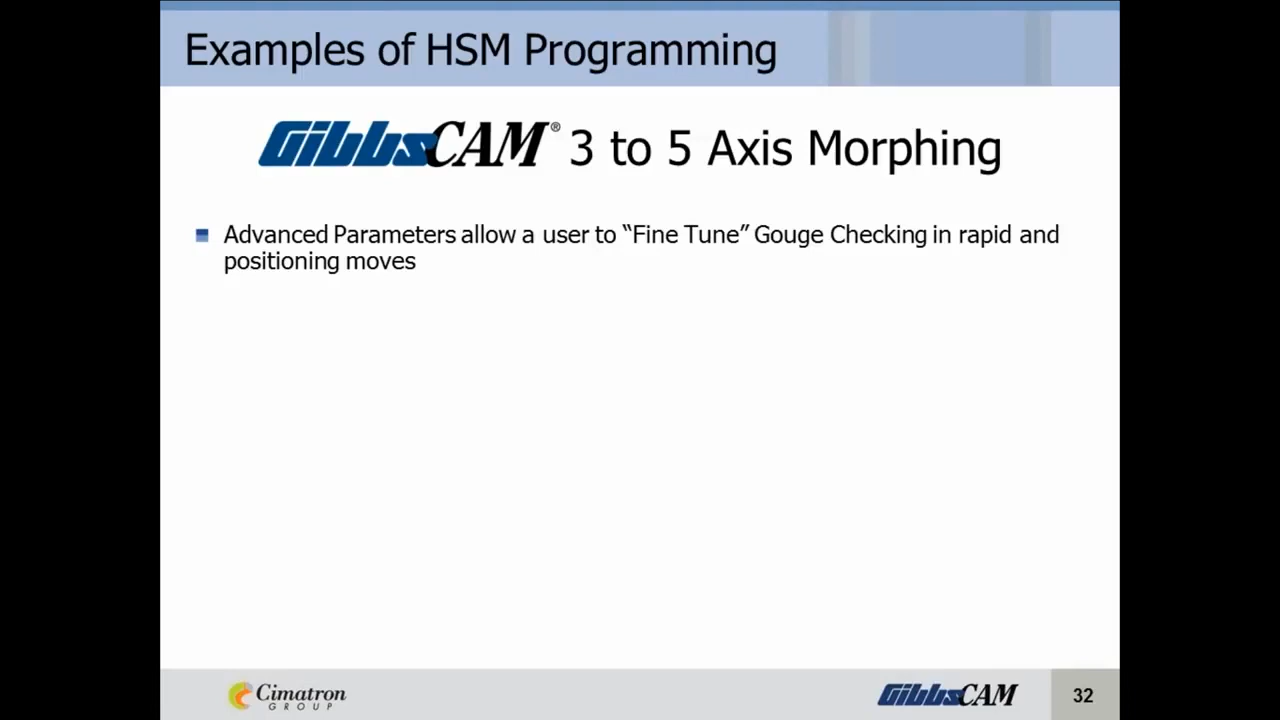 Examples of HSM Programming
GibbsCAM® 3 to 5 Axis Morphing
Advanced Parameters allow a user to “Fine Tune” Gouge Checking in rapid and
positioning moves
Cimatron
GROUP
GibbsCAM
32